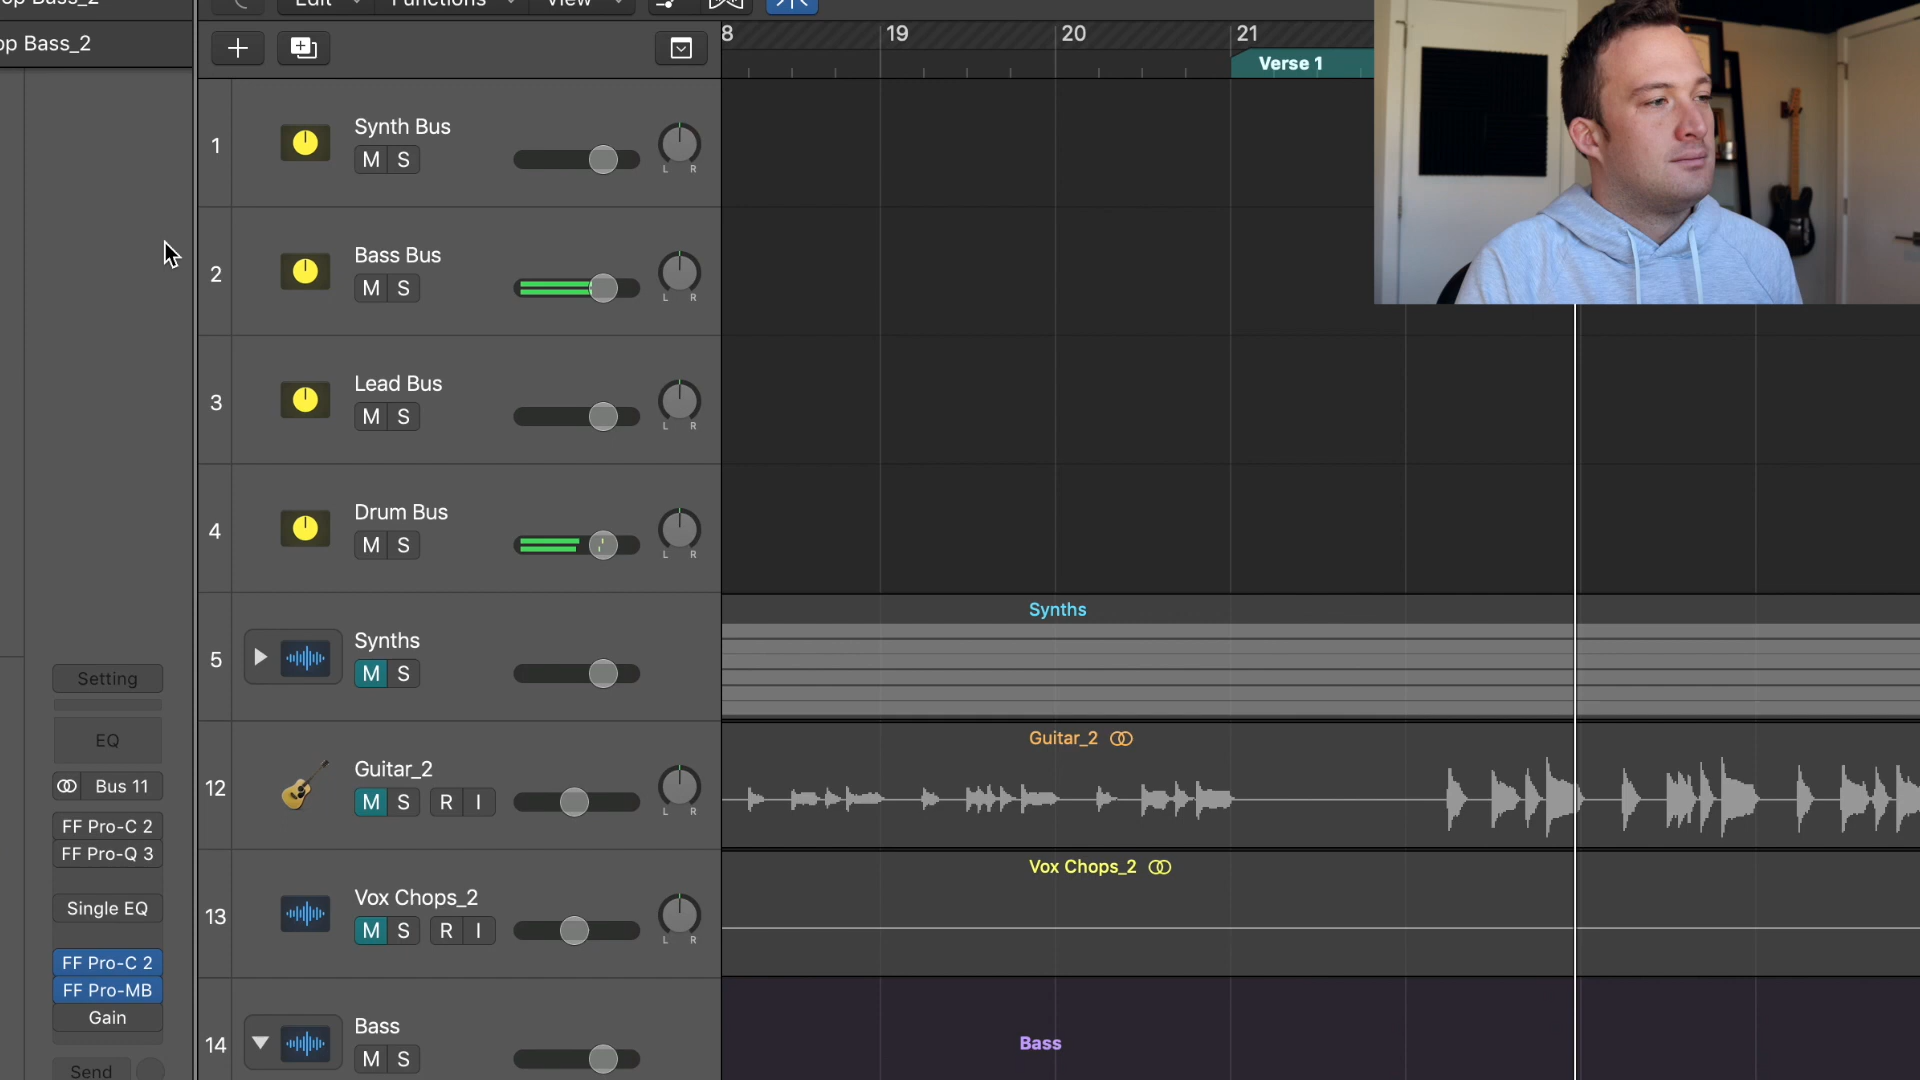 Bass_2
Bass_2
Edit
Functions
View
19
20
21
Verse 1
1
Synth Bus
M S
L R
2
Bass Bus
M S
L R
3
Lead Bus
M S
L R
4
Drum Bus
M S
L R
5
Synths
M S
Synths
12
Guitar_2
M S R I
L R
Guitar_2
13
Vox Chops_2
M S R I
L R
Vox Chops_2
14
Bass
M S
Bass
Setting
EQ
Bus 11
FF Pro-C 2
FF Pro-Q 3
Single EQ
FF Pro-C 2
FF Pro-MB
Gain
Send